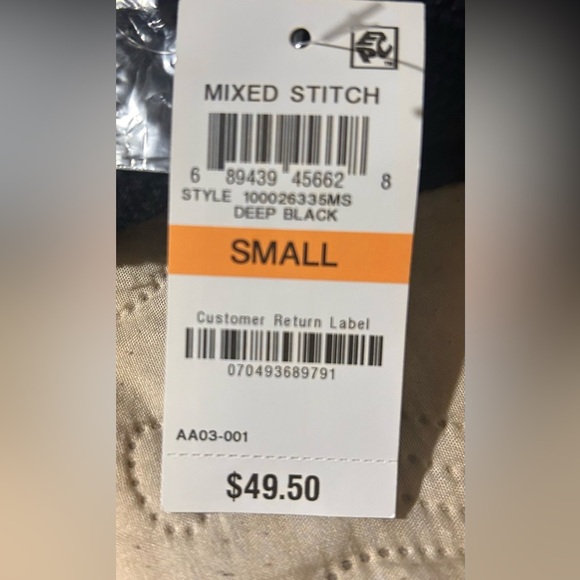 MIXED STITCH
6 89439 45662 8
STYLE 100026335MS
DEEP BLACK
SMALL
Customer Return Label
070493689791
AA03-001
$49.50